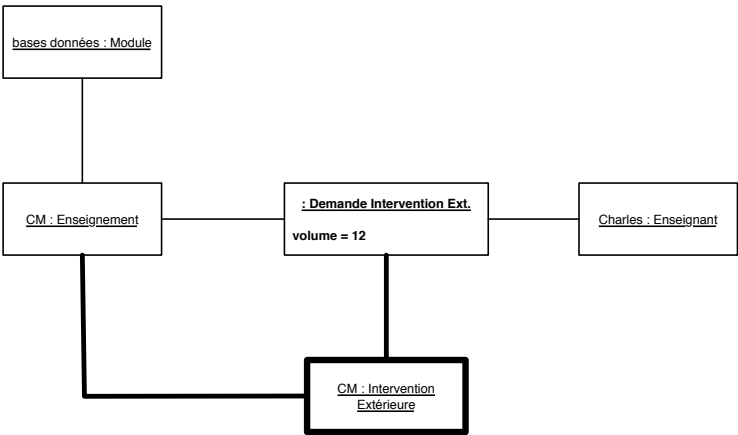 bases données : Module
CM : Enseignement
: Demande Intervention Ext.
volume = 12
Charles : Enseignant
CM : Intervention
Extérieure